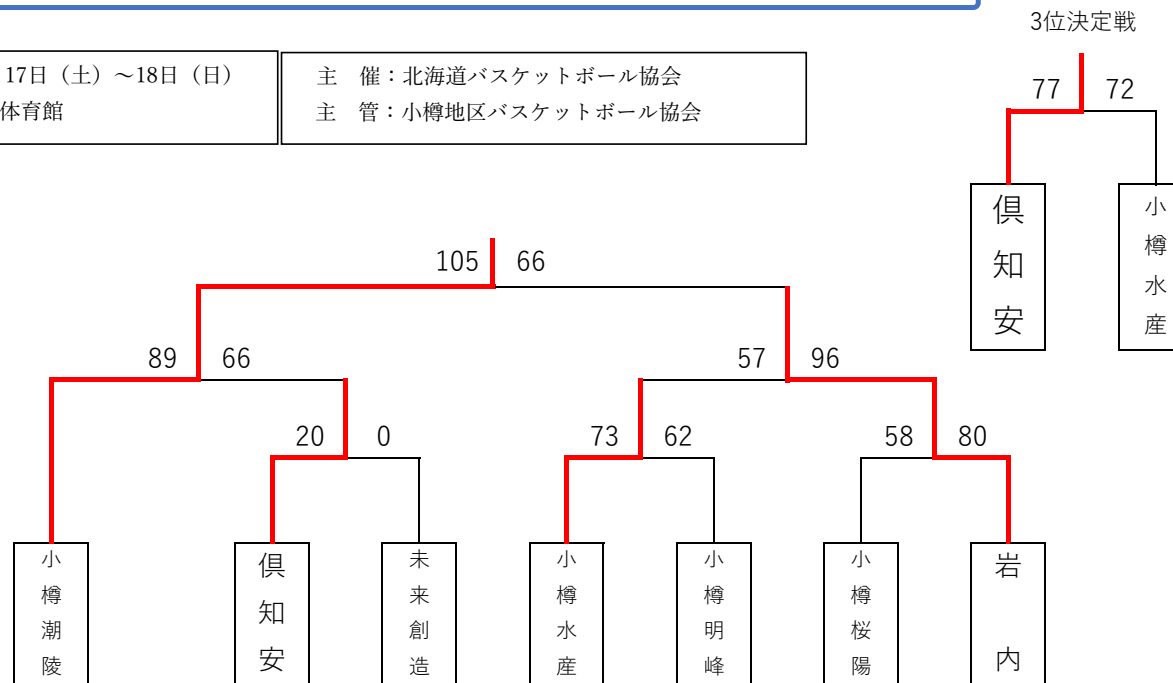 3位決定戦
17日（土）～18日（日）
体育館
主　催：北海道バスケットボール協会
主　管：小樽地区バスケットボール協会
77 72
倶知安
小樽水産
105 66
89 66
57 96
20 0
73 62
58 80
小樽潮陵
倶知安
未来創造
小樽水産
小樽明峰
小樽桜陽
岩内